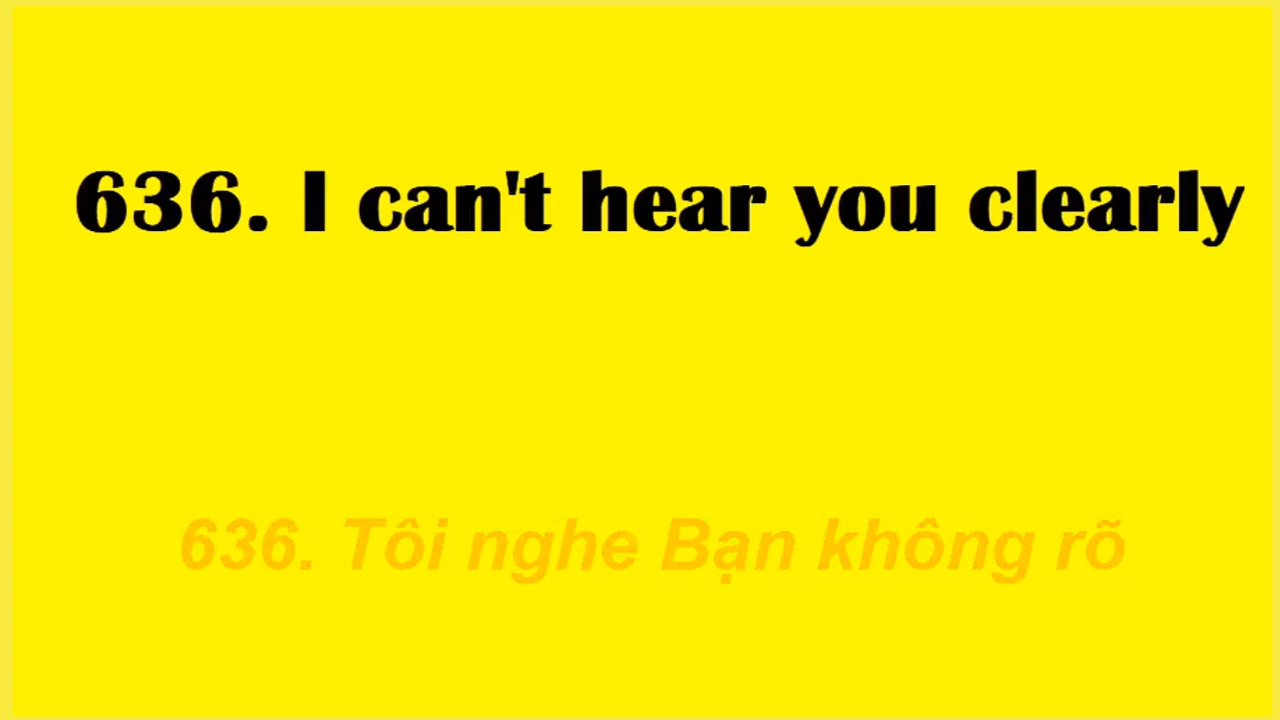 636. I can't hear you clearly
636. Tôi nghe Bạn không rõ